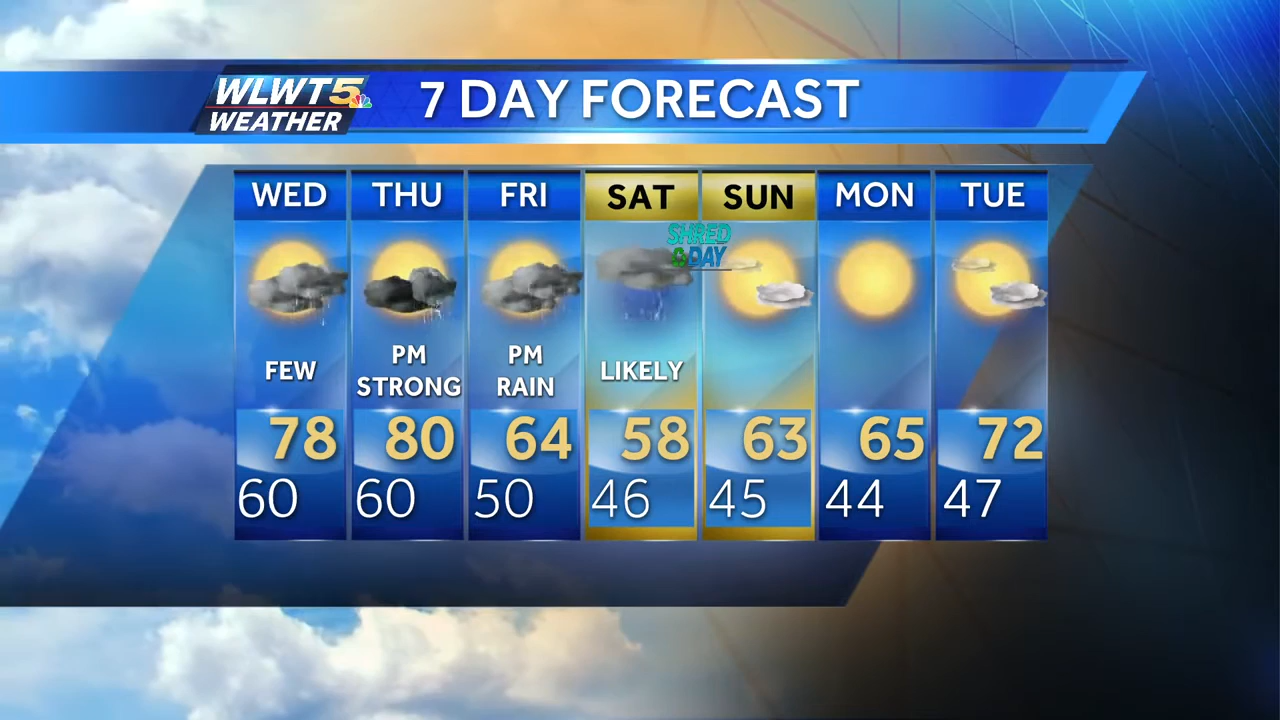 WLWT5
WEATHER
7 DAY FORECAST
WED THU FRI SAT SUN MON TUE
SHRED
DAY
FEW
PM
STRONG
PM
RAIN
LIKELY
78 80 64 58 63 65 72
60 60 50 46 45 44 47